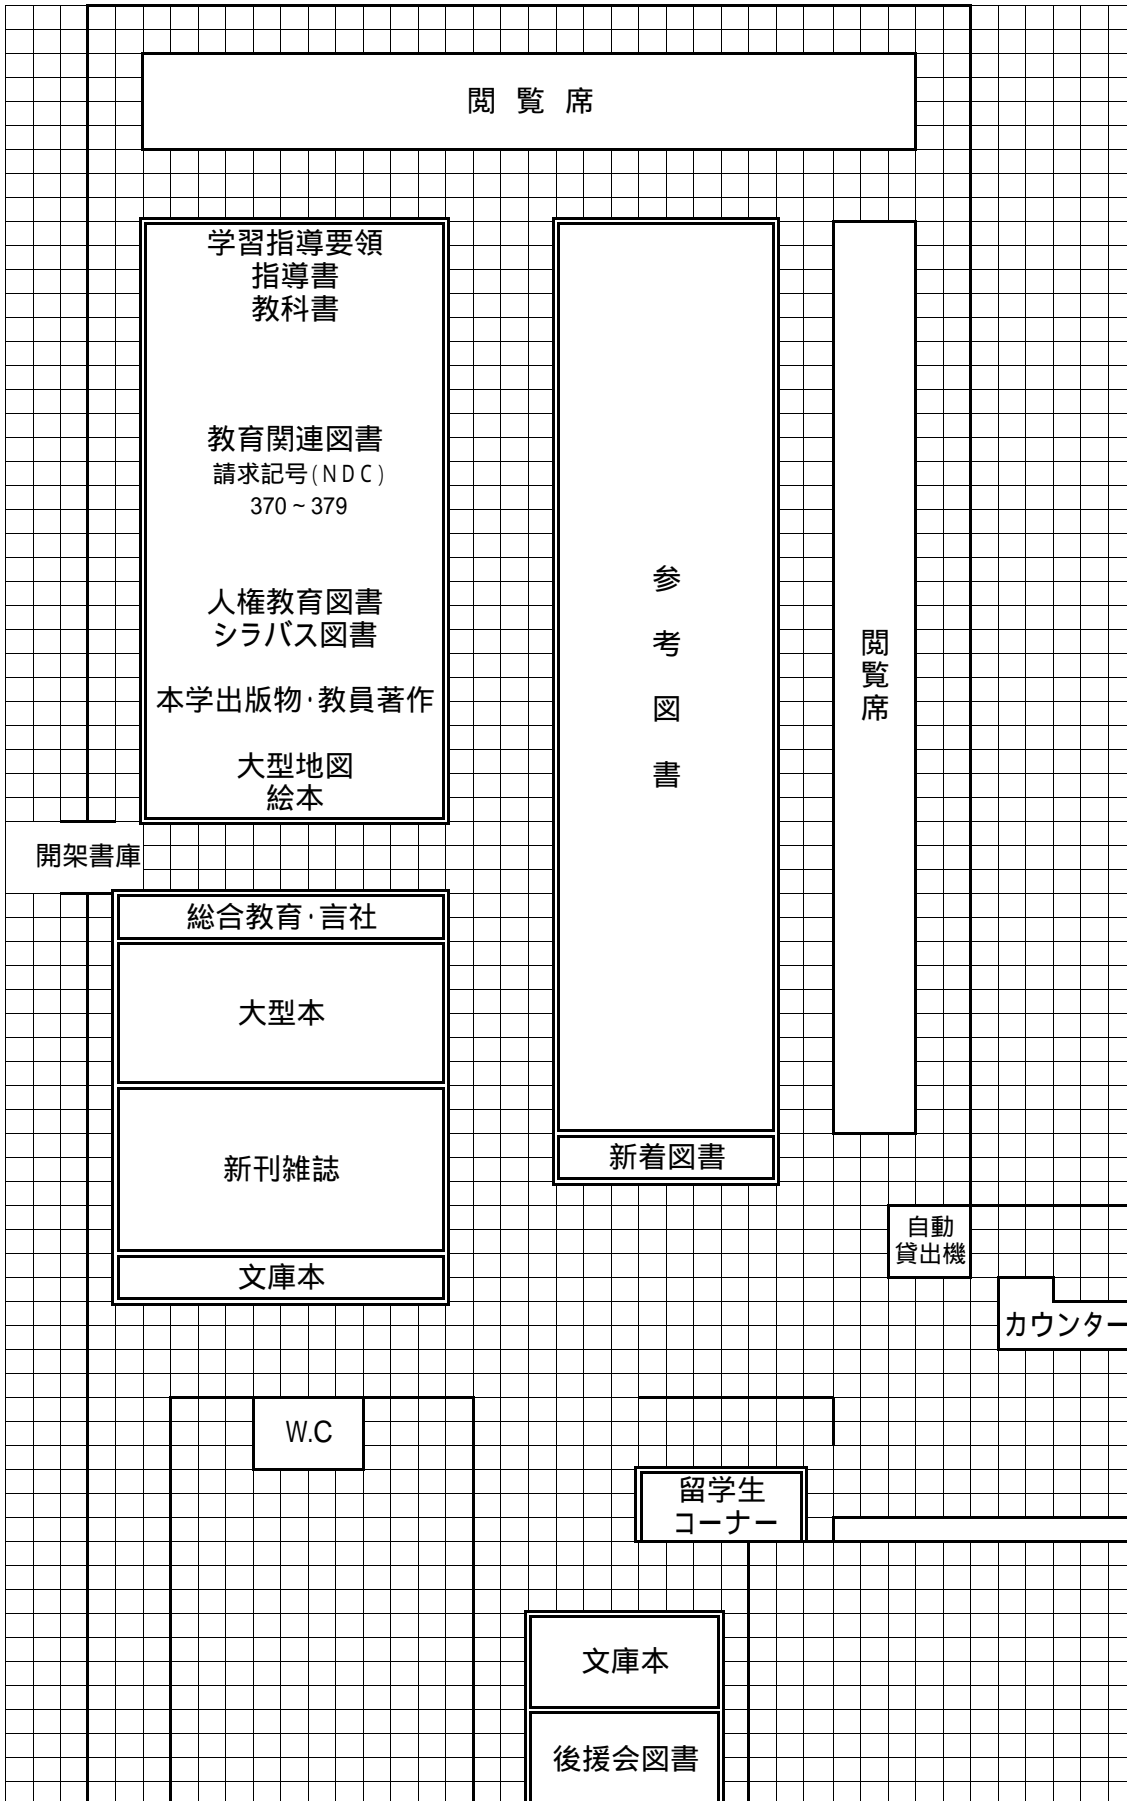 閲 覧 席
学習指導要領
指導書
教科書
教育関連図書
請求記号(NDC)
370~379
人権教育図書
シラバス図書
本学出版物・教員著作
大型地図
絵本
参考図書
閲覧席
開架書庫
総合教育・言社
大型本
新刊雑誌
文庫本
新着図書
自動
貸出機
カウンター
W.C
留学生
コーナー
文庫本
後援会図書